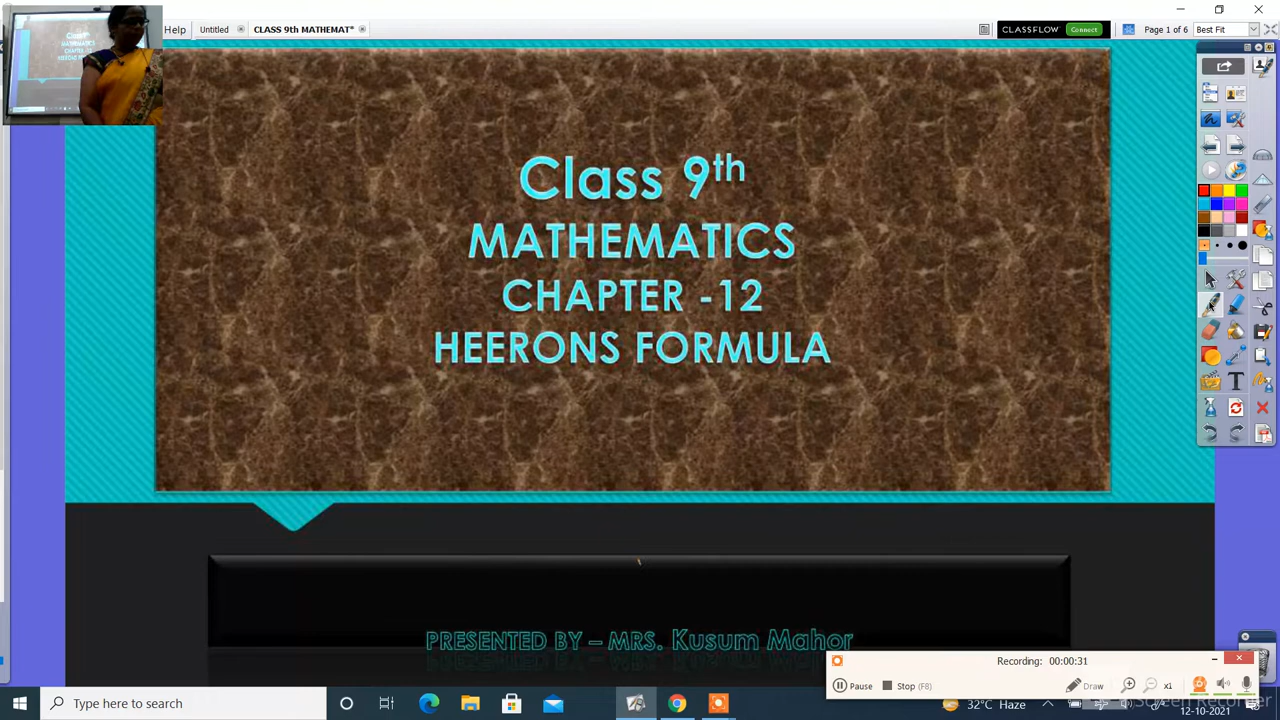 Help
Untitled
CLASS 9th MATHEMAT*
CLASSFLOW
Connect
Page 1 of 6
Best Fit
Class 9th
MATHEMATICS
CHAPTER -12
HEERONS FORMULA
PRESENTED BY – MRS. Kusum Mahor
Recording: 00:00:31
Pause
Stop (F8)
x1
Draw
Screen Recorder
Type here to search
32°C Haze
12-10-2021